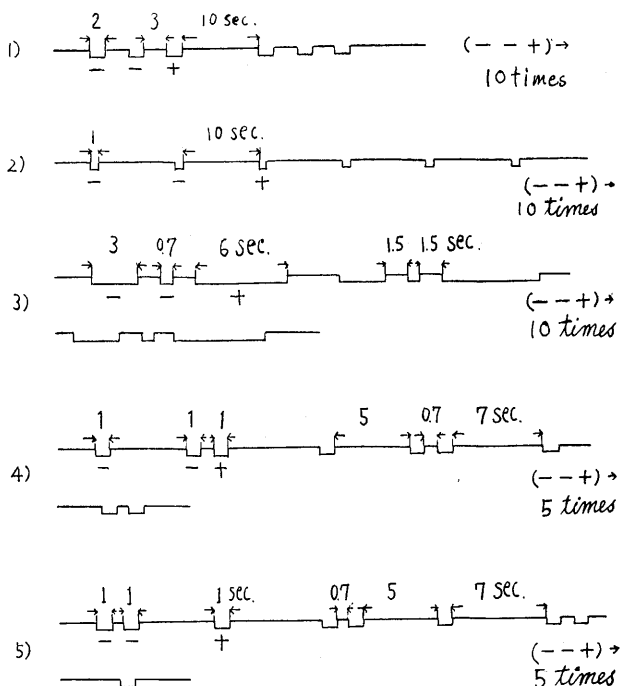 2 3 10 sec.
1) (- - +)→
- - + 10 times
1 10 sec.
2)
- - + (- - +)→
10 times
3 0.7 6 sec. 1.5 1.5 sec.
- - + (- - +)→
3) 10 times
1 1 1 5 0.7 7 sec.
- - +
4) (- - +)→
5 times
1 1 1 sec. 0.7 5 7 sec.
- - +
5) (- - +)→
5 times